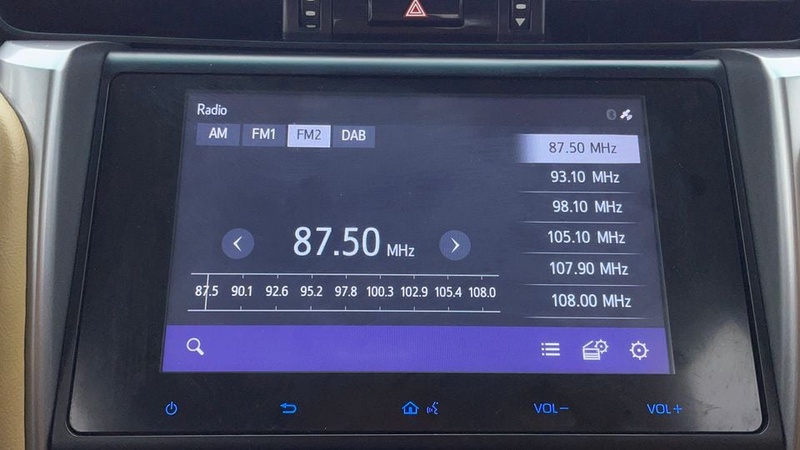 Radio
AM FM1 FM2 DAB
87.50 MHz
93.10 MHz
98.10 MHz
105.10 MHz
107.90 MHz
108.00 MHz
87.50 MHz
87.5 90.1 92.6 95.2 97.8 100.3 102.9 105.4 108.0
VOL− VOL+